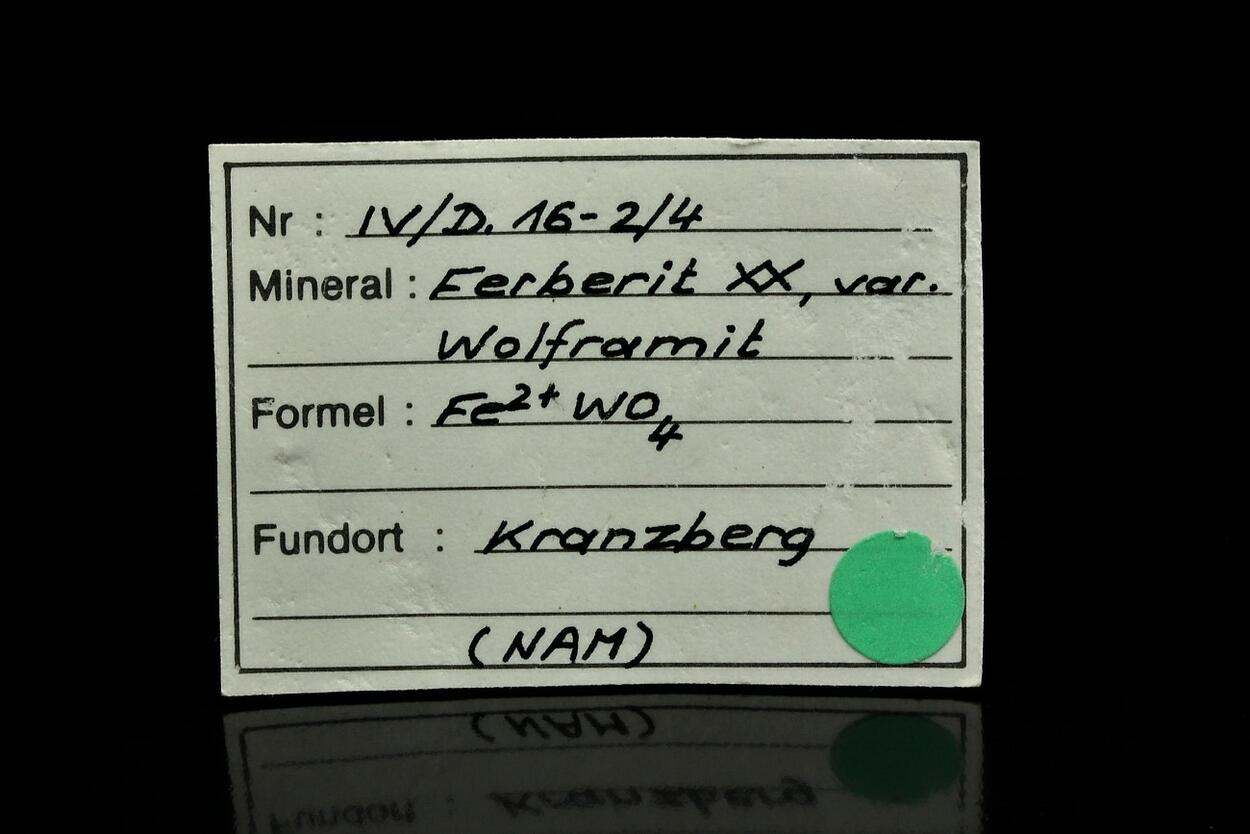 Nr : IV/D. 16-2/4
Mineral : Ferberit XX, var.
Wolframit
Formel : Fe²⁺WO₄
Fundort : Kranzberg
(NAM)